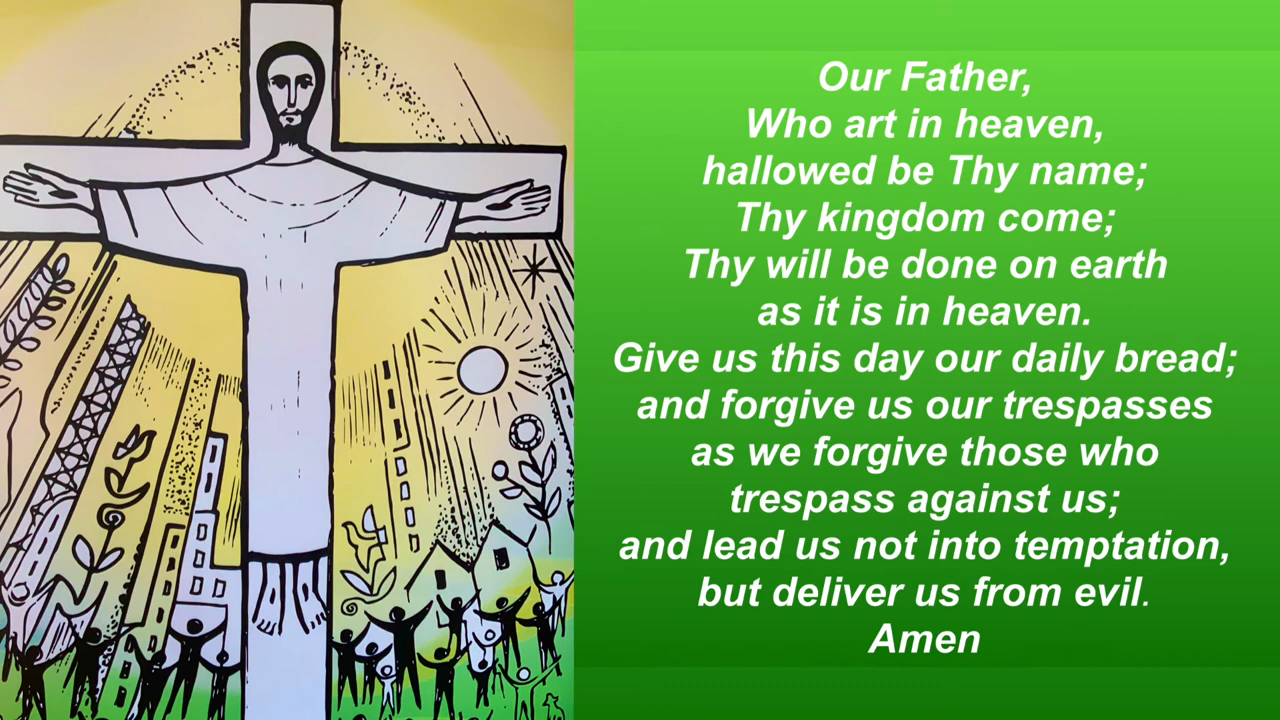 Our Father,
Who art in heaven,
hallowed be Thy name;
Thy kingdom come;
Thy will be done on earth
as it is in heaven.
Give us this day our daily bread;
and forgive us our trespasses
as we forgive those who
trespass against us;
and lead us not into temptation,
but deliver us from evil.
Amen